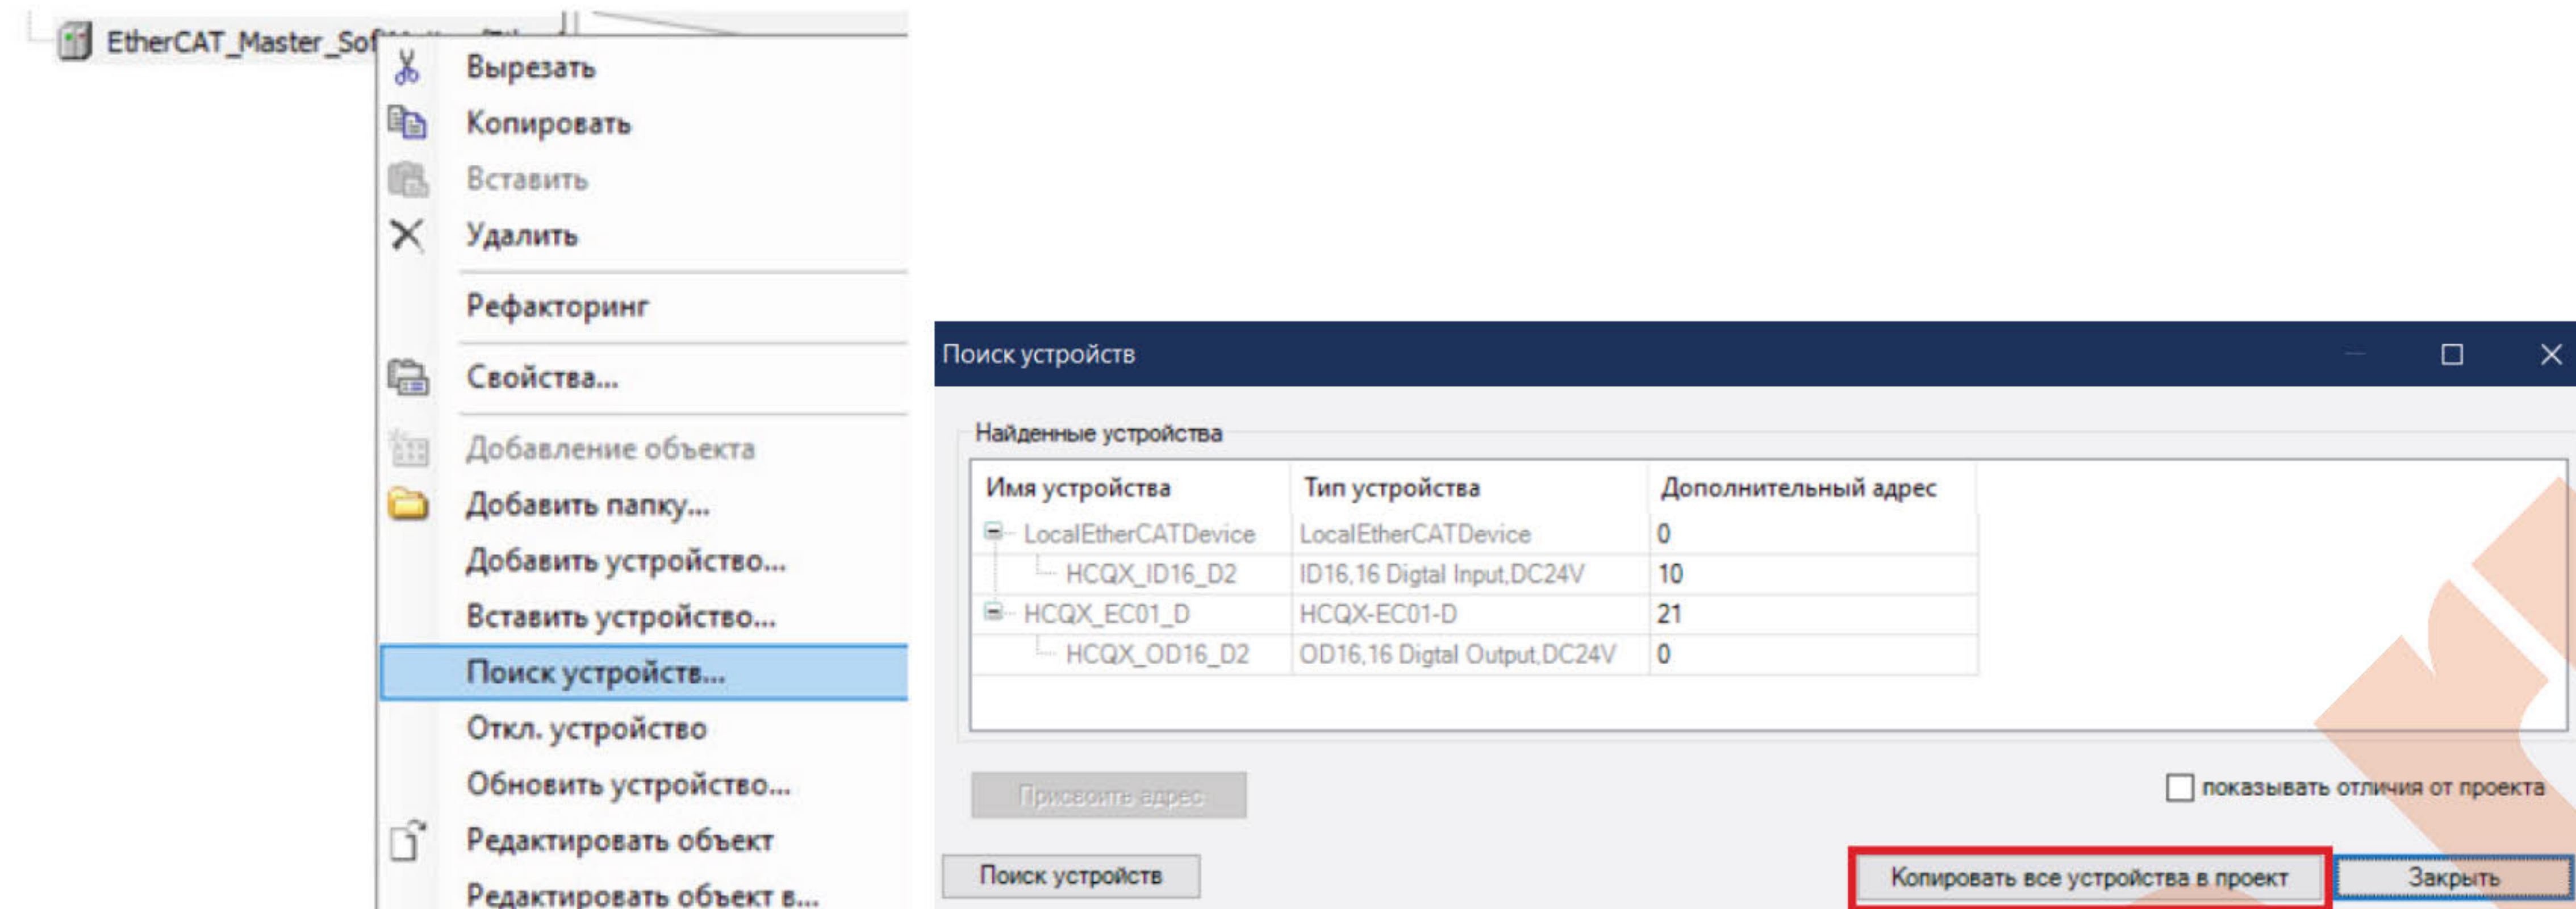 EtherCAT_Master_Sof
Вырезать
Копировать
Вставить
Удалить
Рефакторинг
Свойства...
Добавление объекта
Добавить папку...
Добавить устройство...
Вставить устройство...
Поиск устройств...
Откл. устройство
Обновить устройство...
Редактировать объект
Редактировать объект в...
Поиск устройств
Найденные устройства
Имя устройства Тип устройства Дополнительный адрес
LocalEtherCATDevice LocalEtherCATDevice 0
HCQX_ID16_D2 ID16,16 Digtal Input,DC24V 10
HCQX_EC01_D HCQX-EC01-D 21
HCQX_OD16_D2 OD16,16 Digtal Output,DC24V 0
Присвоить адрес
показывать отличия от проекта
Поиск устройств
Копировать все устройства в проект
Закрыть